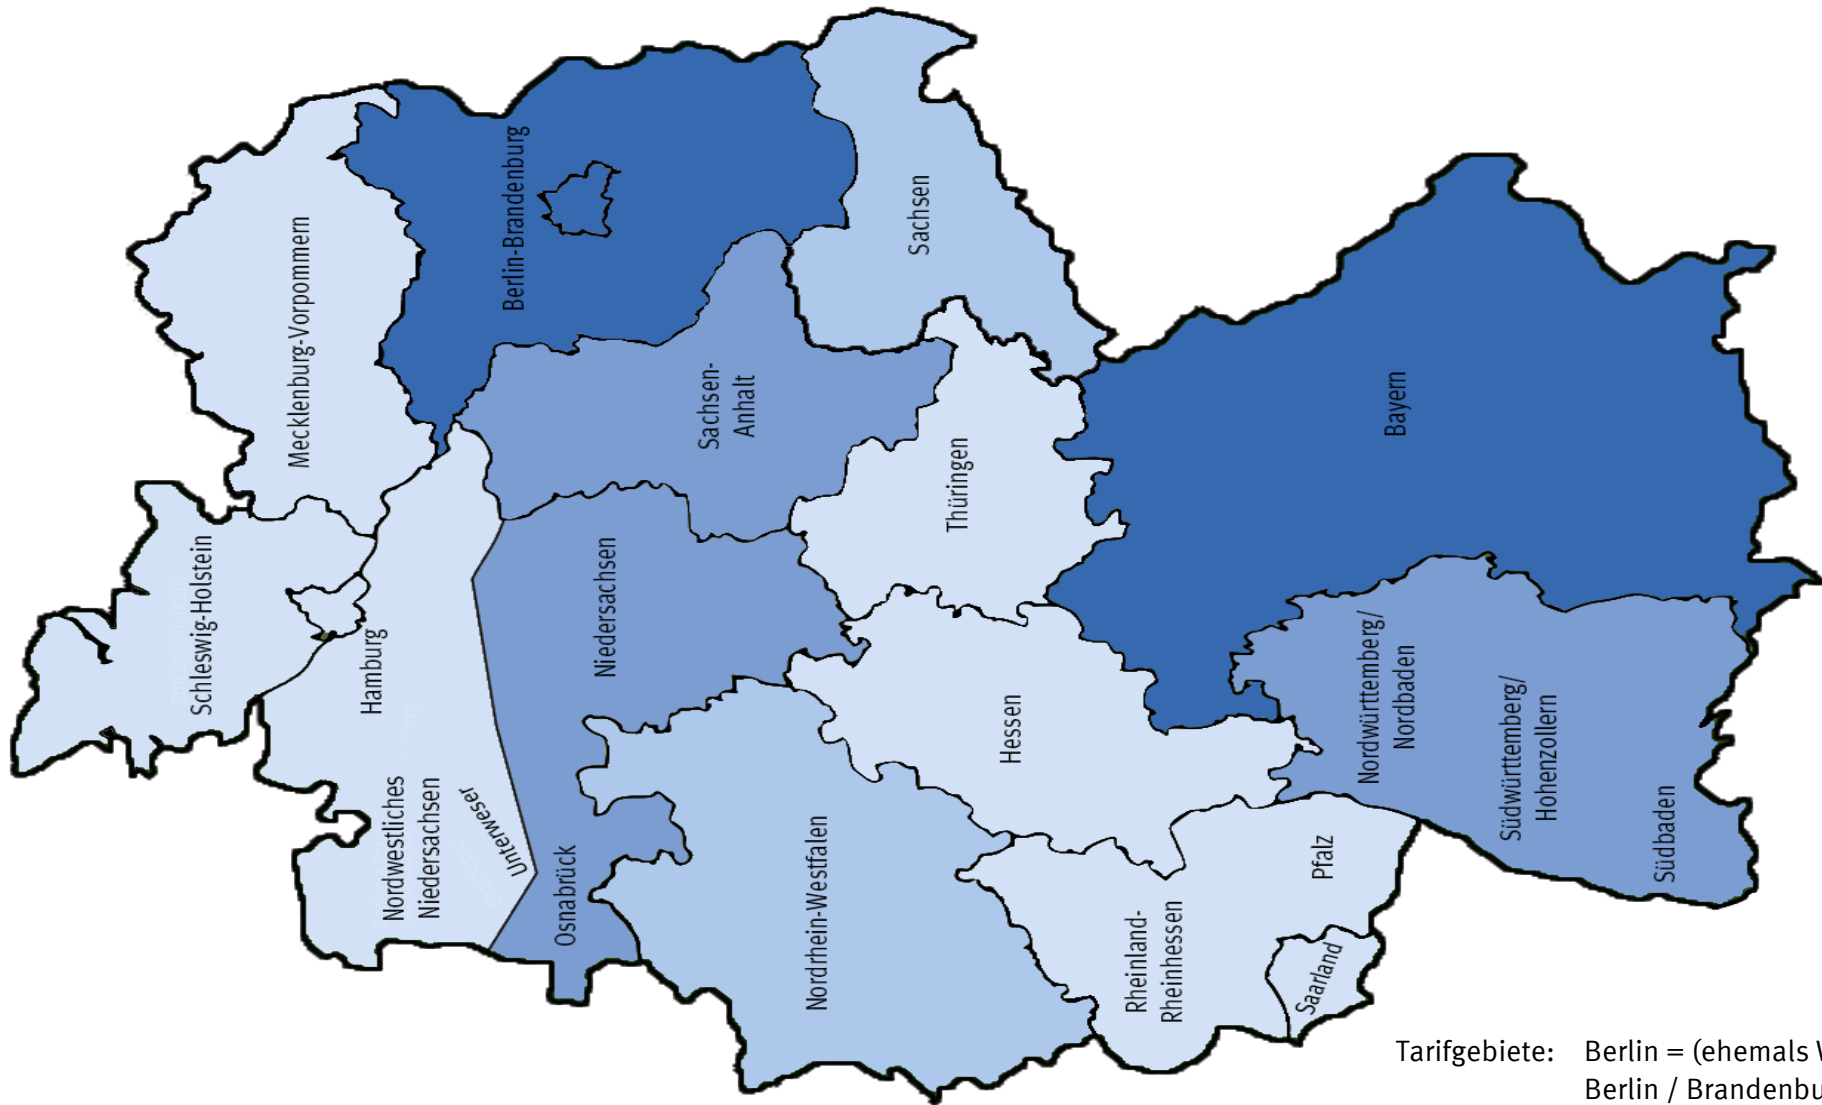 Schleswig-Holstein
Mecklenburg-Vorpommern
Hamburg
Nordwestliches
Niedersachsen
Unterweser
Berlin-Brandenburg
Osnabrück
Niedersachsen
Sachsen-
Anhalt
Sachsen
Nordrhein-Westfalen
Hessen
Thüringen
Rheinland-
Rheinhessen
Pfalz
Saarland
Bayern
Nordwürttemberg/
Nordbaden
Südwürttemberg/
Hohenzollern
Südbaden
Tarifgebiete: Berlin = (ehemals
Berlin /